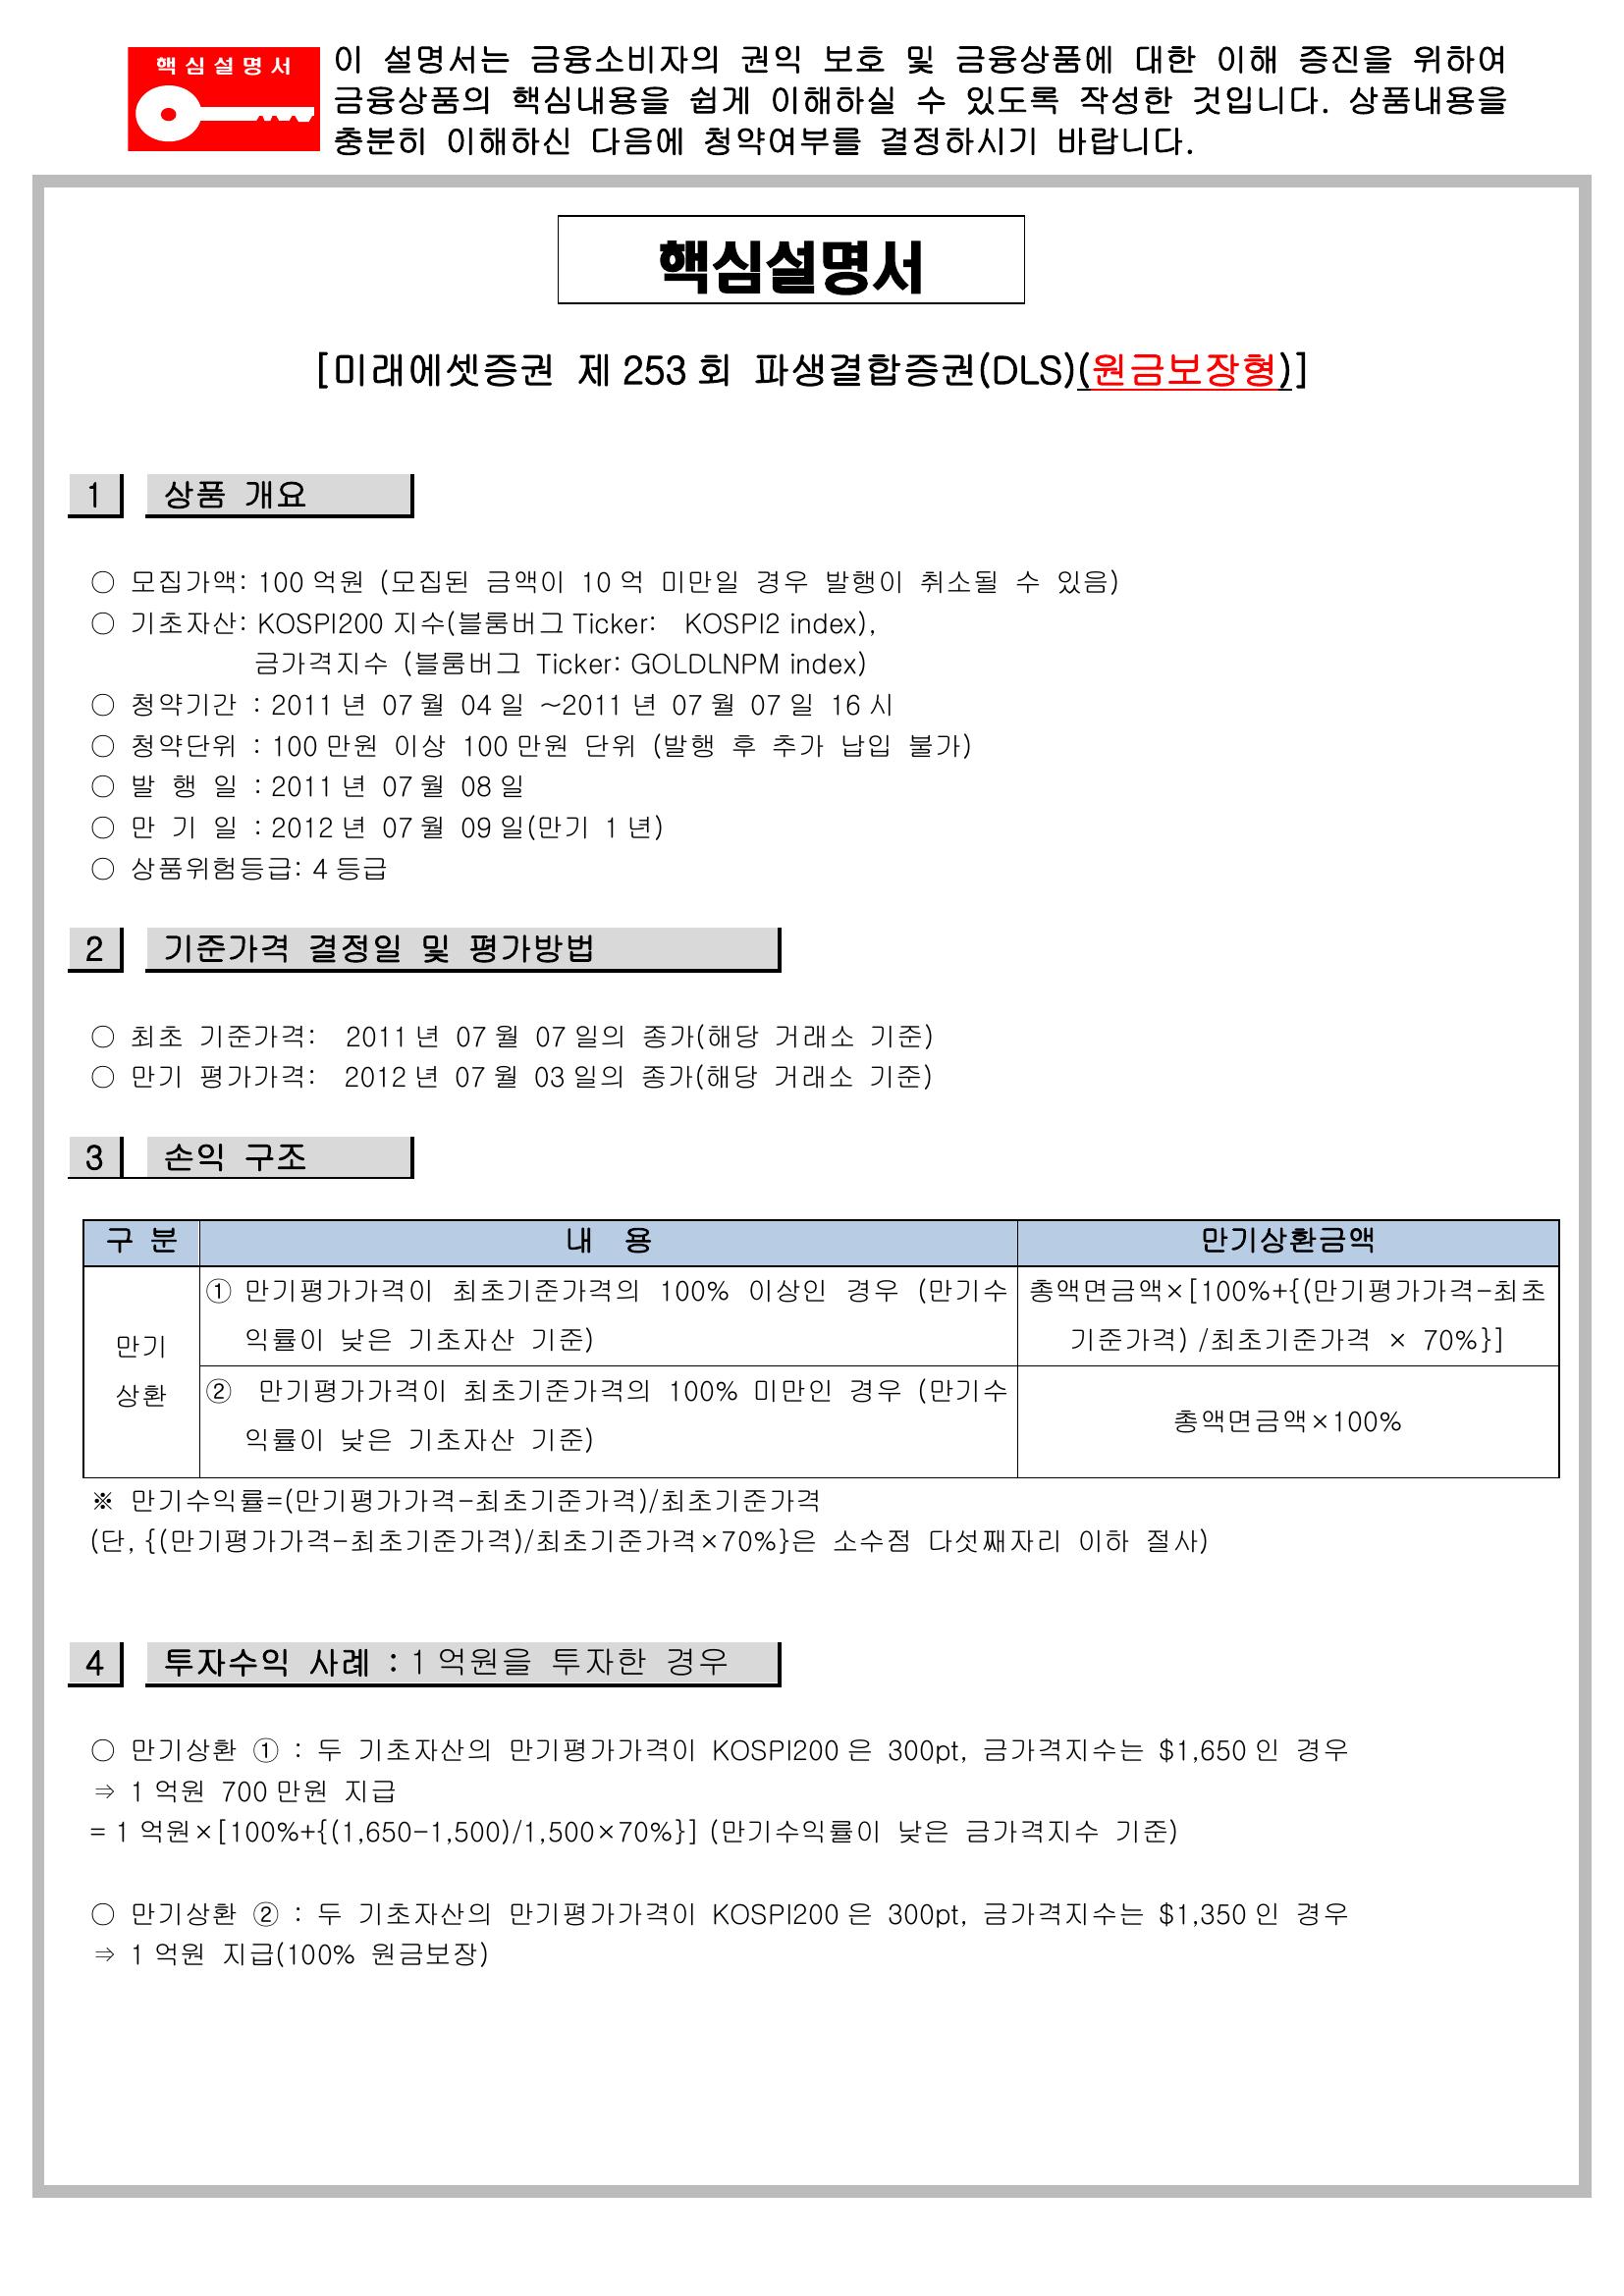 핵심설명서
이 설명서는 금융소비자의 권익 보호 및 금융상품에 대한 이해 증진을 위하여
금융상품의 핵심내용을 쉽게 이해하실 수 있도록 작성한 것입니다. 상품내용을
충분히 이해하신 다음에 청약여부를 결정하시기 바랍니다.
핵심설명서
[미래에셋증권 제 253 회 파생결합증권(DLS)(원금보장형)]
1 상품 개요
○ 모집가액: 100 억원 (모집된 금액이 10 억 미만일 경우 발행이 취소될 수 있음)
○ 기초자산: KOSPI200 지수(블룸버그 Ticker: KOSPI2 index),
금가격지수 (블룸버그 Ticker: GOLDLNPM index)
○ 청약기간 : 2011 년 07 월 04 일 ~2011 년 07 월 07 일 16 시
○ 청약단위 : 100 만원 이상 100 만원 단위 (발행 후 추가 납입 불가)
○ 발 행 일 : 2011 년 07 월 08 일
○ 만 기 일 : 2012 년 07 월 09 일(만기 1 년)
○ 상품위험등급: 4 등급
2 기준가격 결정일 및 평가방법
○ 최초 기준가격: 2011 년 07 월 07 일의 종가(해당 거래소 기준)
○ 만기 평가가격: 2012 년 07 월 03 일의 종가(해당 거래소 기준)
3 손익 구조
구 분 내 용 만기상환금액
만기
상환
① 만기평가가격이 최초기준가격의 100% 이상인 경우 (만기수
익률이 낮은 기초자산 기준)
총액면금액×[100%+{(만기평가가격-최초
기준가격) /최초기준가격 × 70%}]
② 만기평가가격이 최초기준가격의 100% 미만인 경우 (만기수
익률이 낮은 기초자산 기준)
총액면금액×100%
※ 만기수익률=(만기평가가격-최초기준가격)/최초기준가격
(단, {(만기평가가격-최초기준가격)/최초기준가격×70%}은 소수점 다섯째자리 이하 절사)
4 투자수익 사례 : 1 억원을 투자한 경우
○ 만기상환 ① : 두 기초자산의 만기평가가격이 KOSPI200 은 300pt, 금가격지수는 $1,650 인 경우
⇒ 1 억원 700 만원 지급
= 1 억원×[100%+{(1,650-1,500)/1,500×70%}] (만기수익률이 낮은 금가격지수 기준)
○ 만기상환 ② : 두 기초자산의 만기평가가격이 KOSPI200 은 300pt, 금가격지수는 $1,350 인 경우
⇒ 1 억원 지급(100% 원금보장)